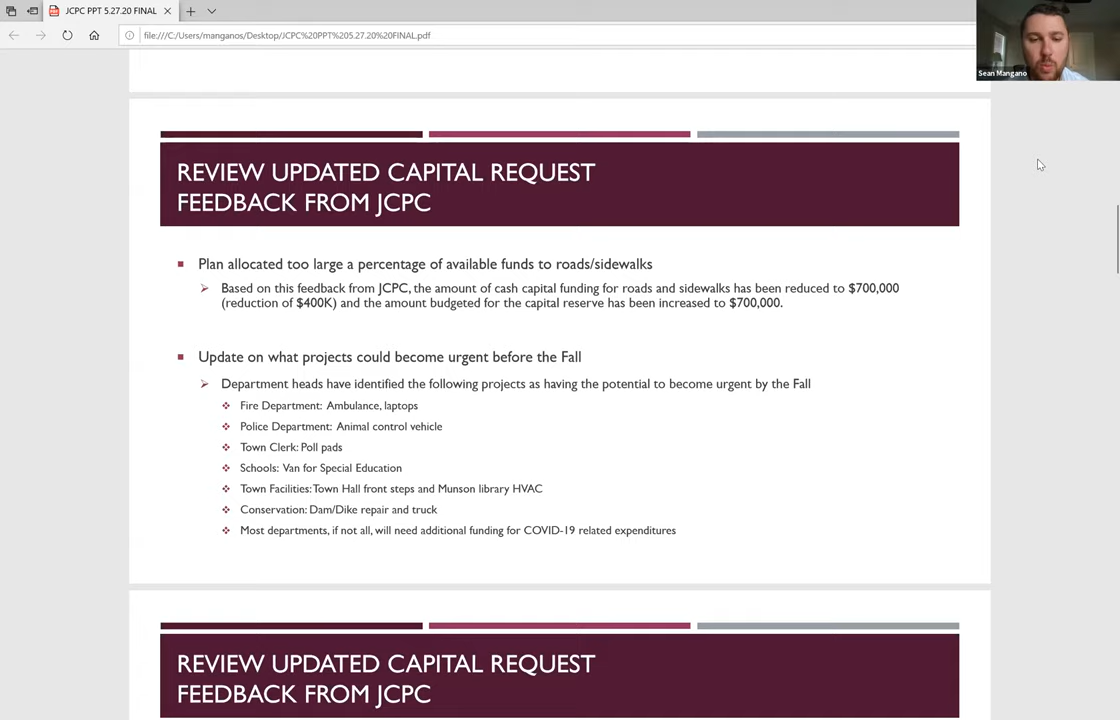 JCPC PPT 5.27.20 FINAL
file:///C:/Users/manganos/Desktop/JCPC%20PPT%205.27.20%20FINAL.pdf
Sean Mangano
REVIEW UPDATED CAPITAL REQUEST
FEEDBACK FROM JCPC
Plan allocated too large a percentage of available funds to roads/sidewalks
Based on this feedback from JCPC, the amount of cash capital funding for roads and sidewalks has been reduced to $700,000
(reduction of $400K) and the amount budgeted for the capital reserve has been increased to $700,000.
Update on what projects could become urgent before the Fall
Department heads have identified the following projects as having the potential to become urgent by the Fall
Fire Department: Ambulance, laptops
Police Department: Animal control vehicle
Town Clerk: Poll pads
Schools: Van for Special Education
Town Facilities: Town Hall front steps and Munson library HVAC
Conservation: Dam/Dike repair and truck
Most departments, if not all, will need additional funding for COVID-19 related expenditures
REVIEW UPDATED CAPITAL REQUEST
FEEDBACK FROM JCPC